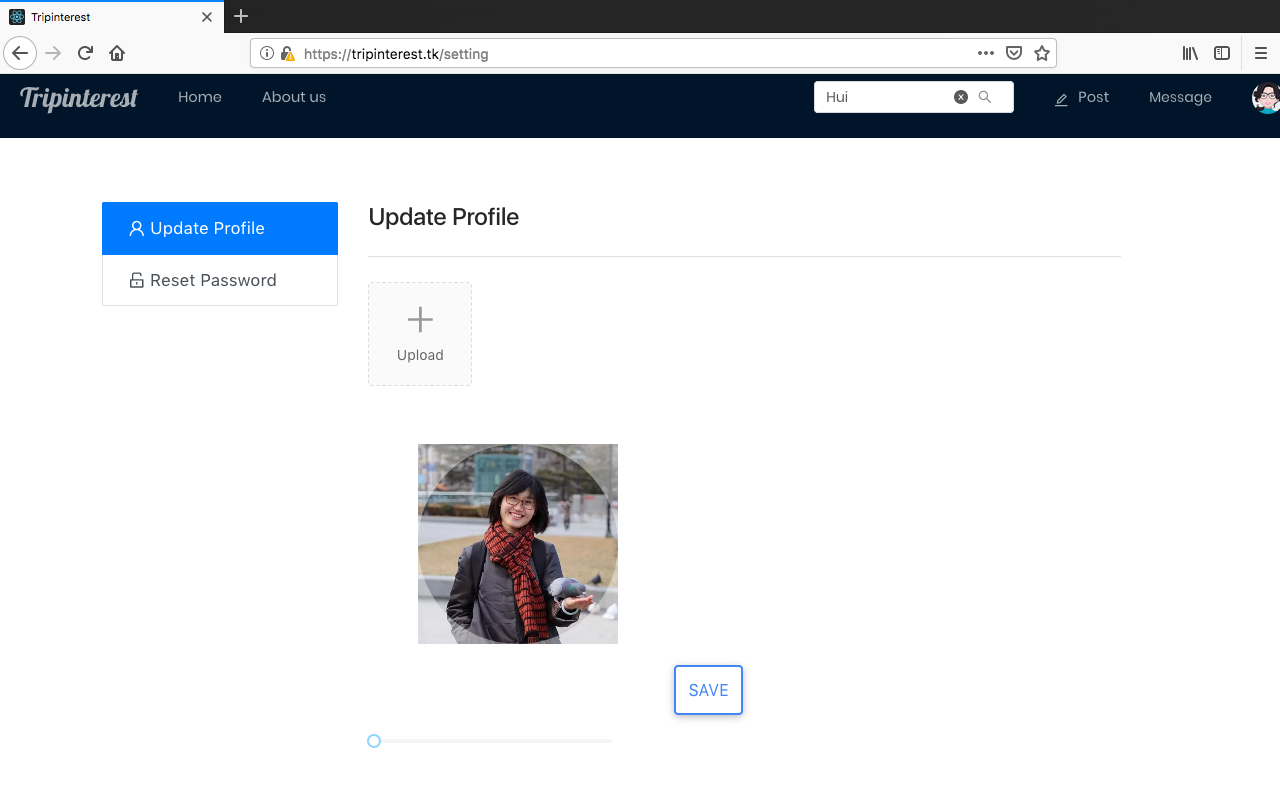 Tripinterest
https://tripinterest.tk/setting
Tripinterest Home About us Hui Post Message
Update Profile
Reset Password
Update Profile
Upload
SAVE